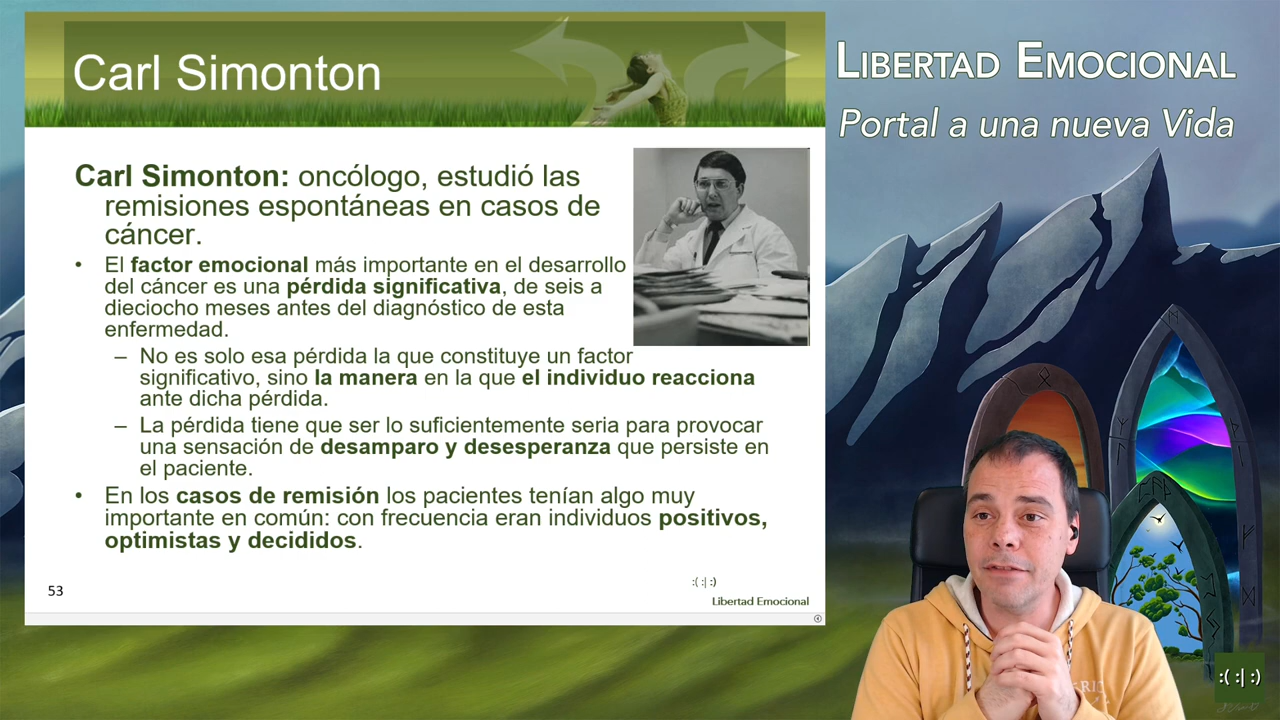 Carl Simonton
Carl Simonton: oncólogo, estudió las
remisiones espontáneas en casos de
cáncer.
• El factor emocional más importante en el desarrollo
del cáncer es una pérdida significativa, de seis a
dieciocho meses antes del diagnóstico de esta
enfermedad.
– No es solo esa pérdida la que constituye un factor
significativo, sino la manera en la que el individuo reacciona
ante dicha pérdida.
– La pérdida tiene que ser lo suficientemente seria para provocar
una sensación de desamparo y desesperanza que persiste en
el paciente.
• En los casos de remisión los pacientes tenían algo muy
importante en común: con frecuencia eran individuos positivos,
optimistas y decididos.
53
:( :| :)
Libertad Emocional
LIBERTAD EMOCIONAL
Portal a una nueva Vida
:( :| :)